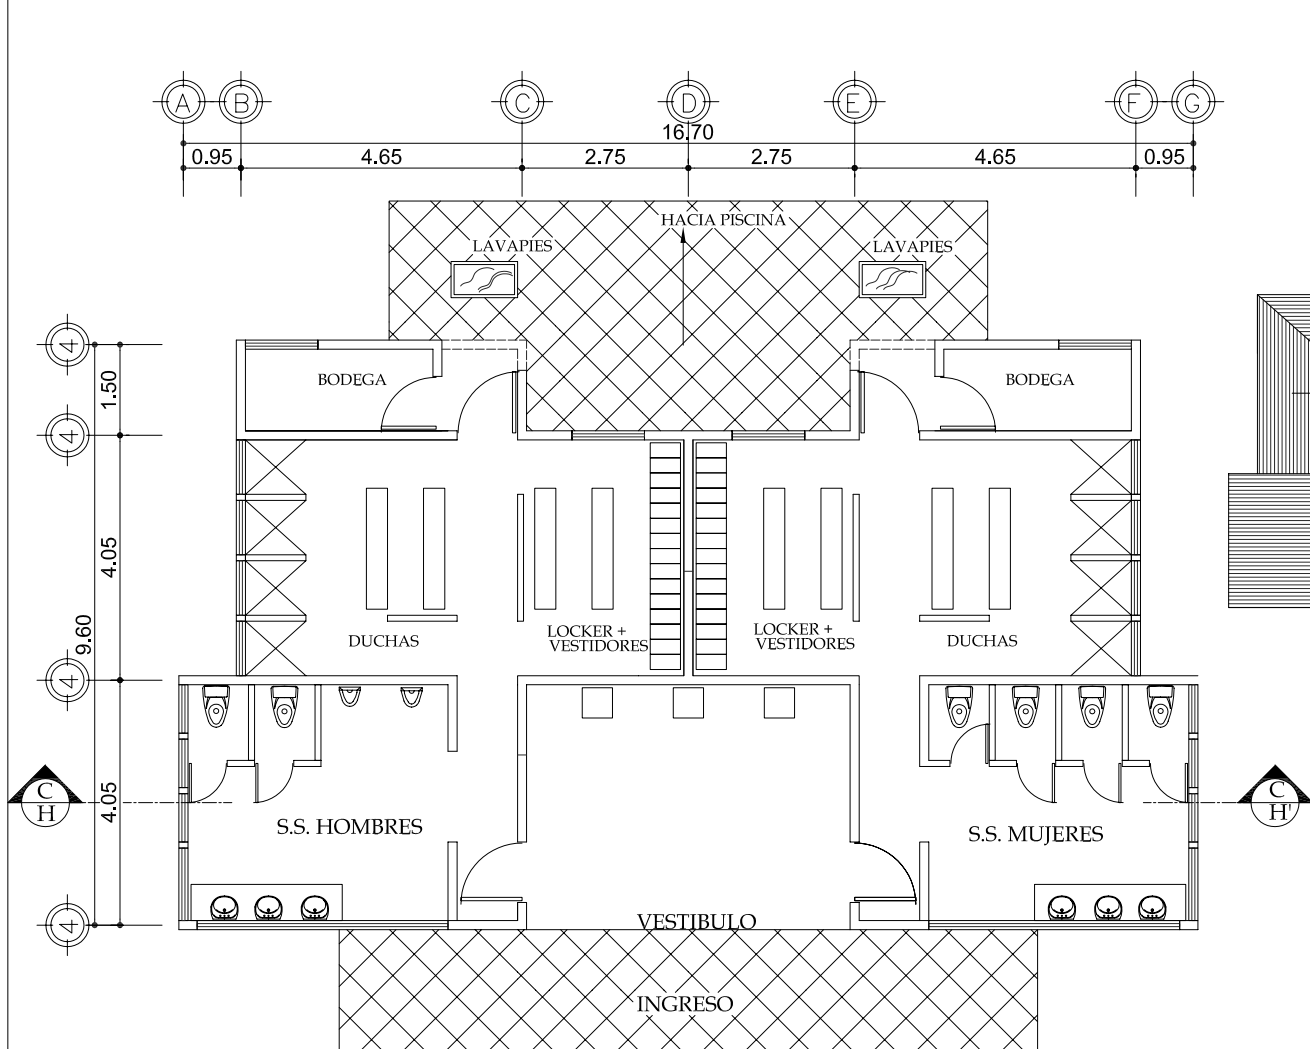 A B C D E F G
16.70
0.95 4.65 2.75 2.75 4.65 0.95
HACIA PISCINA
LAVAPIES LAVAPIES
4
1.50
BODEGA BODEGA
4
4.05
9.60
LOCKER +
VESTIDORES
LOCKER +
VESTIDORES
DUCHAS DUCHAS
4
4.05
C
H
C
H'
S.S. HOMBRES S.S. MUJERES
4
VESTIBULO
INGRESO